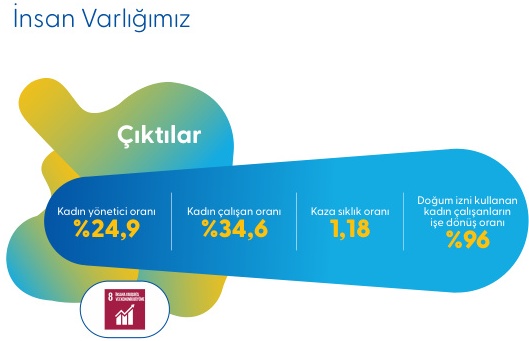 İnsan Varlığımız
Çıktılar
Kadın yönetici oranı
%24,9
Kadın çalışan oranı
%34,6
Kaza sıklık oranı
1,18
Doğum izni kullanan
kadın çalışanların
işe dönüş oranı
%96
8 İNSANA YAKIŞIR İŞ
VE EKONOMİK BÜYÜME